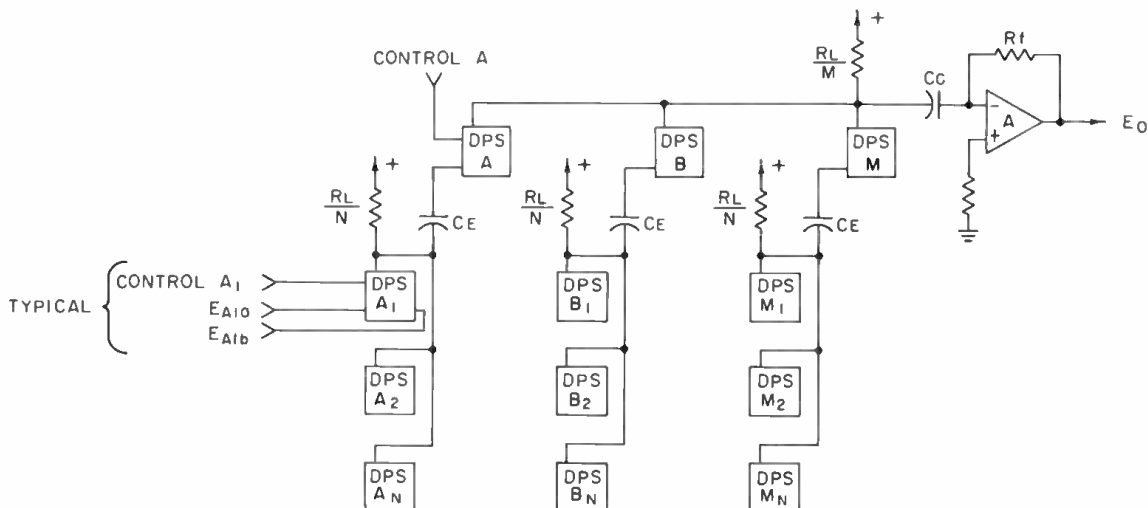 CONTROL A
+
RL
M
Rf
Cc
-
A
+
EO
DPS
A
DPS
B
DPS
M
+
RL
N
CE
+
RL
N
CE
+
RL
N
CE
TYPICAL
CONTROL A1
EA1a
EA1b
DPS
A1
DPS
B1
DPS
M1
DPS
A2
DPS
B2
DPS
M2
DPS
AN
DPS
BN
DPS
MN